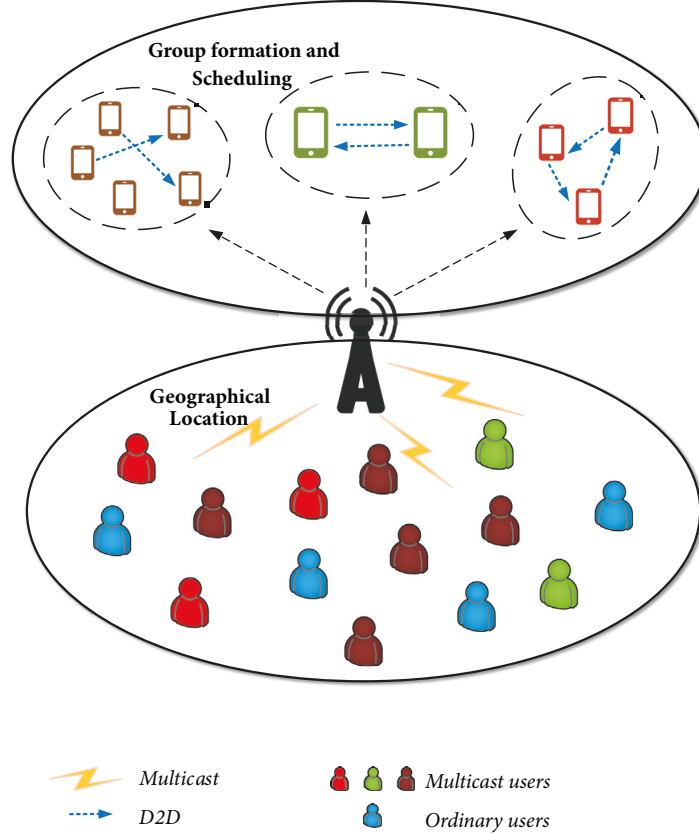 Group formation and
Scheduling
Geographical
Location
Multicast
D2D
Multicast users
Ordinary users